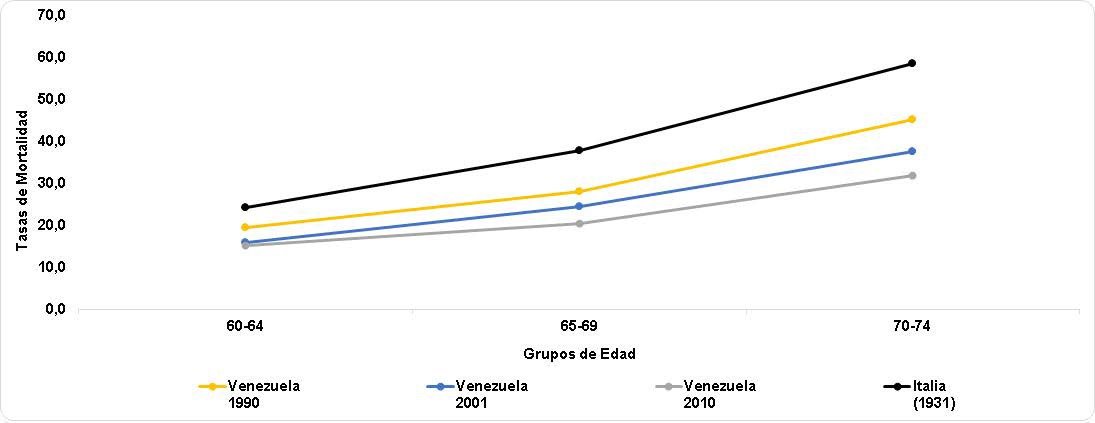 70,0
60,0
50,0
40,0
30,0
20,0
10,0
0,0
Tasas de Mortalidad
60-64 65-69 70-74
Grupos de Edad
Venezuela 1990
Venezuela 2001
Venezuela 2010
Italia (1931)